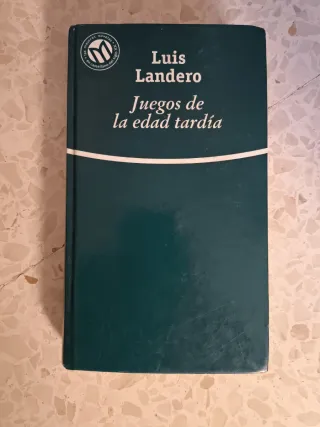 Luis
Landero
Juegos de
la edad tardía